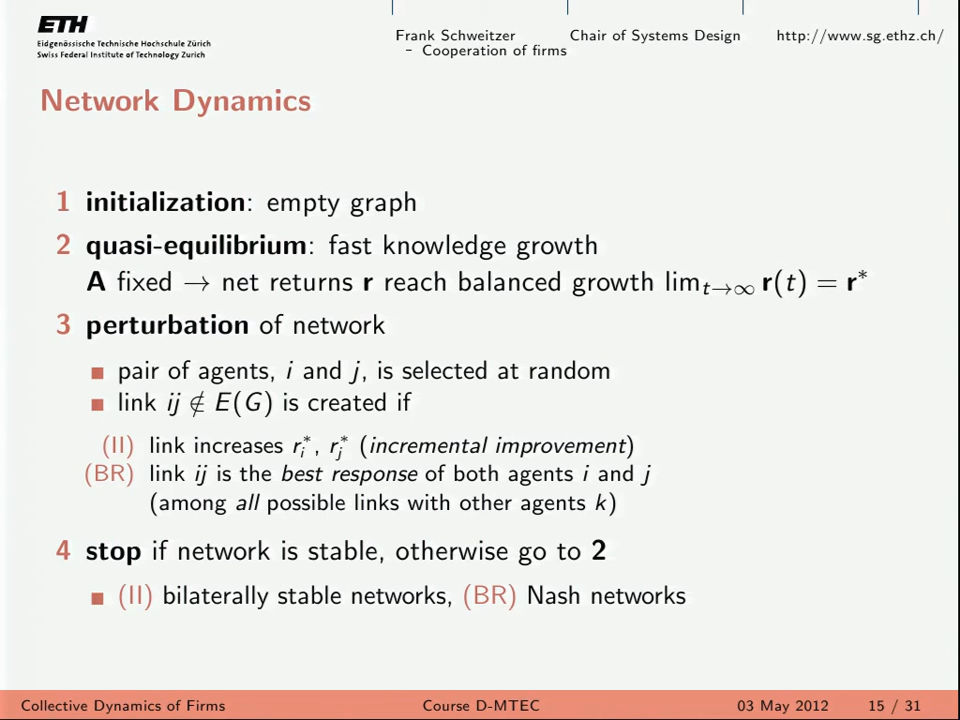 ETH
Eidgenössische Technische Hochschule Zürich
Swiss Federal Institute of Technology Zurich
Frank Schweitzer
– Cooperation of firms
Chair of Systems Design
http://www.sg.ethz.ch/
Network Dynamics
1 initialization: empty graph
2 quasi-equilibrium: fast knowledge growth
A fixed → net returns r reach balanced growth lim_{t→∞} r(t) = r*
3 perturbation of network
■ pair of agents, i and j, is selected at random
■ link ij ∉ E(G) is created if
(II) link increases r_i^*, r_j^* (incremental improvement)
(BR) link ij is the best response of both agents i and j
(among all possible links with other agents k)
4 stop if network is stable, otherwise go to 2
■ (II) bilaterally stable networks, (BR) Nash networks
Collective Dynamics of Firms
Course D-MTEC
03 May 2012
15 / 31